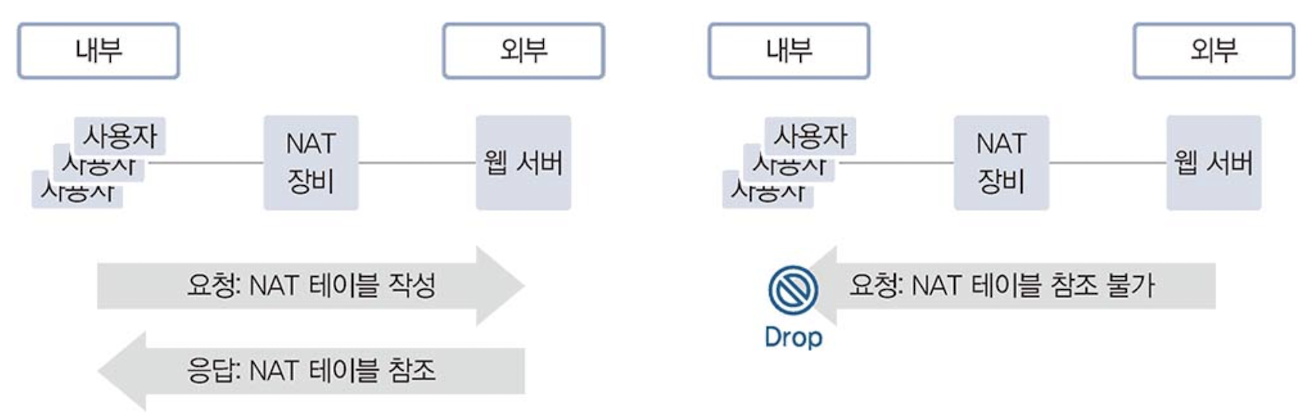 내부
외부
사용자
사용자
사용자
NAT
장비
웹 서버
요청: NAT 테이블 작성
응답: NAT 테이블 참조
내부
외부
사용자
사용자
사용자
NAT
장비
웹 서버
요청: NAT 테이블 참조 불가
Drop